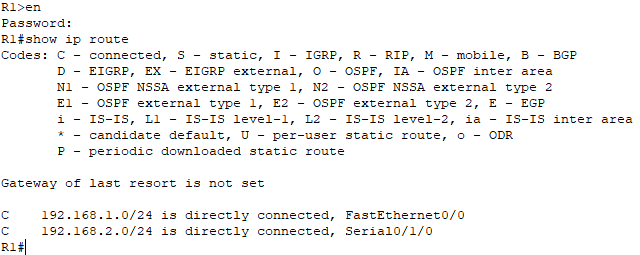 R1>en
Password:
R1#show ip route
Codes: C - connected, S - static, I - IGRP, R - RIP, M - mobile, B - BGP
       D - EIGRP, EX - EIGRP external, O - OSPF, IA - OSPF inter area
       N1 - OSPF NSSA external type 1, N2 - OSPF NSSA external type 2
       E1 - OSPF external type 1, E2 - OSPF external type 2, E - EGP
       i - IS-IS, L1 - IS-IS level-1, L2 - IS-IS level-2, ia - IS-IS inter area
       * - candidate default, U - per-user static route, o - ODR
       P - periodic downloaded static route

Gateway of last resort is not set

C    192.168.1.0/24 is directly connected, FastEthernet0/0
C    192.168.2.0/24 is directly connected, Serial0/1/0
R1#